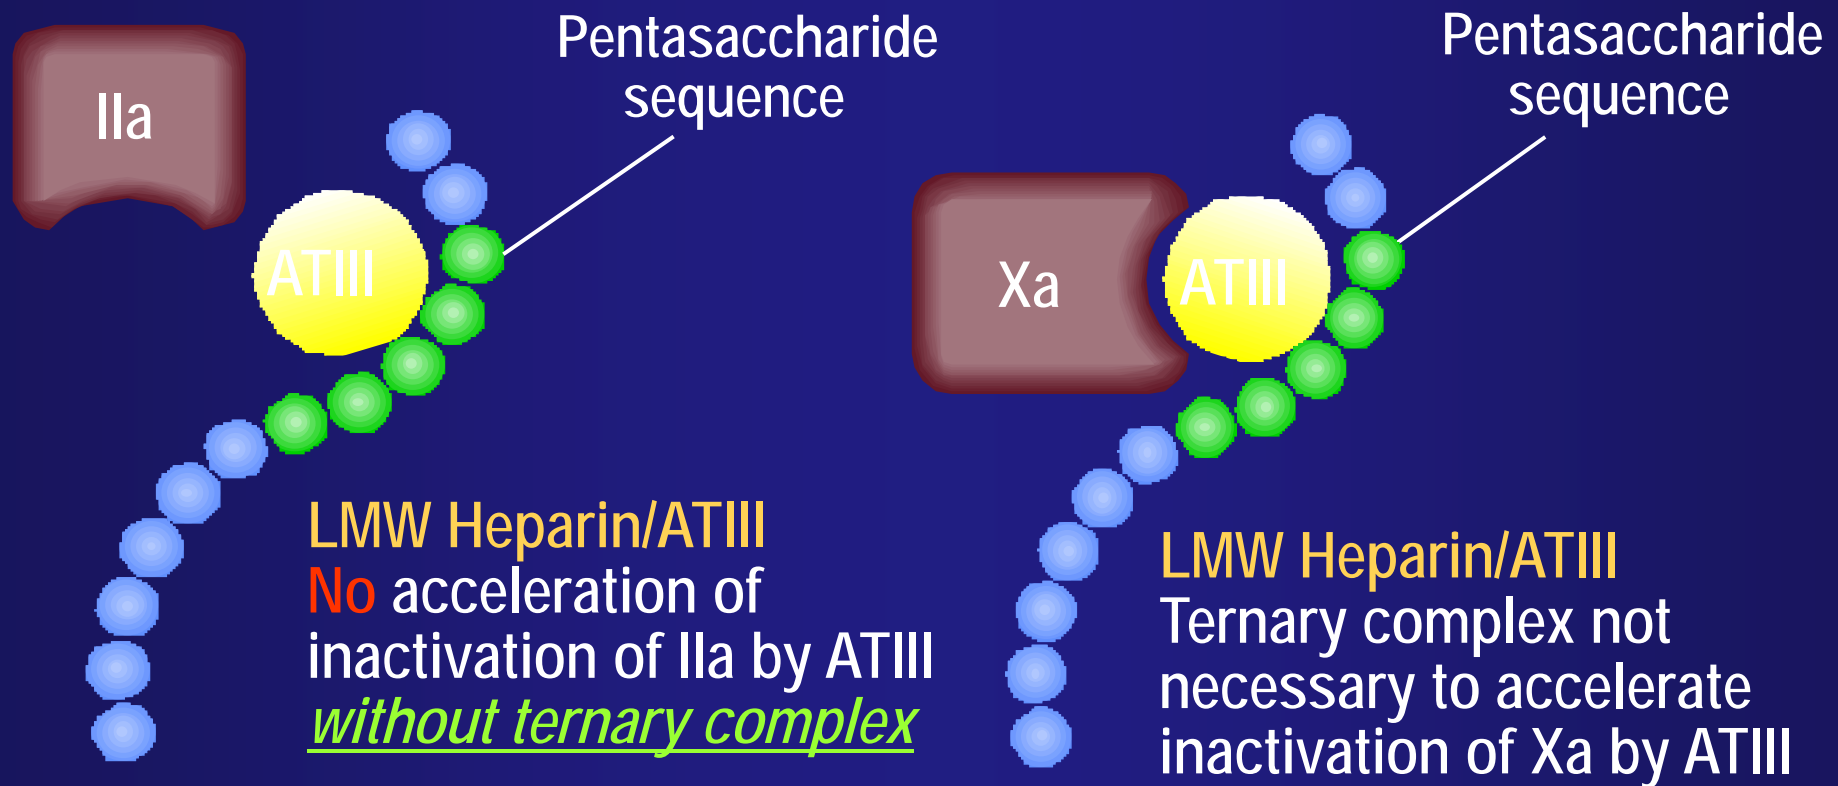 Pentasaccharide
sequence
IIa
ATIII
LMW Heparin/ATIII
No acceleration of
inactivation of IIa by ATIII
without ternary complex
Pentasaccharide
sequence
Xa
ATIII
LMW Heparin/ATIII
Ternary complex not
necessary to accelerate
inactivation of Xa by ATIII